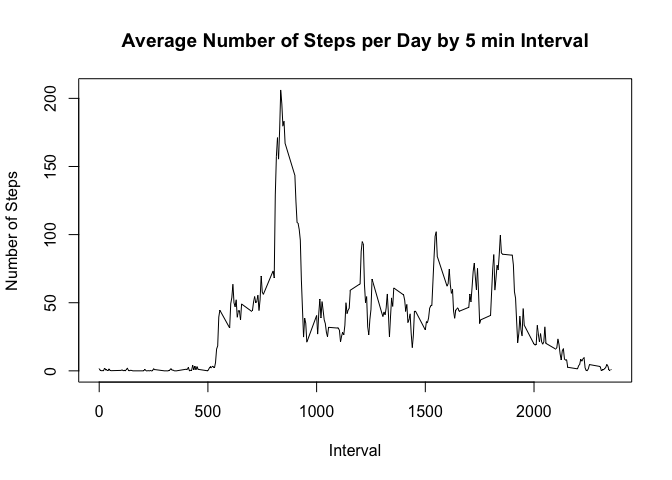 Average Number of Steps per Day by 5 min Interval
Number of Steps
200
150
100
50
0
0 500 1000 1500 2000
Interval